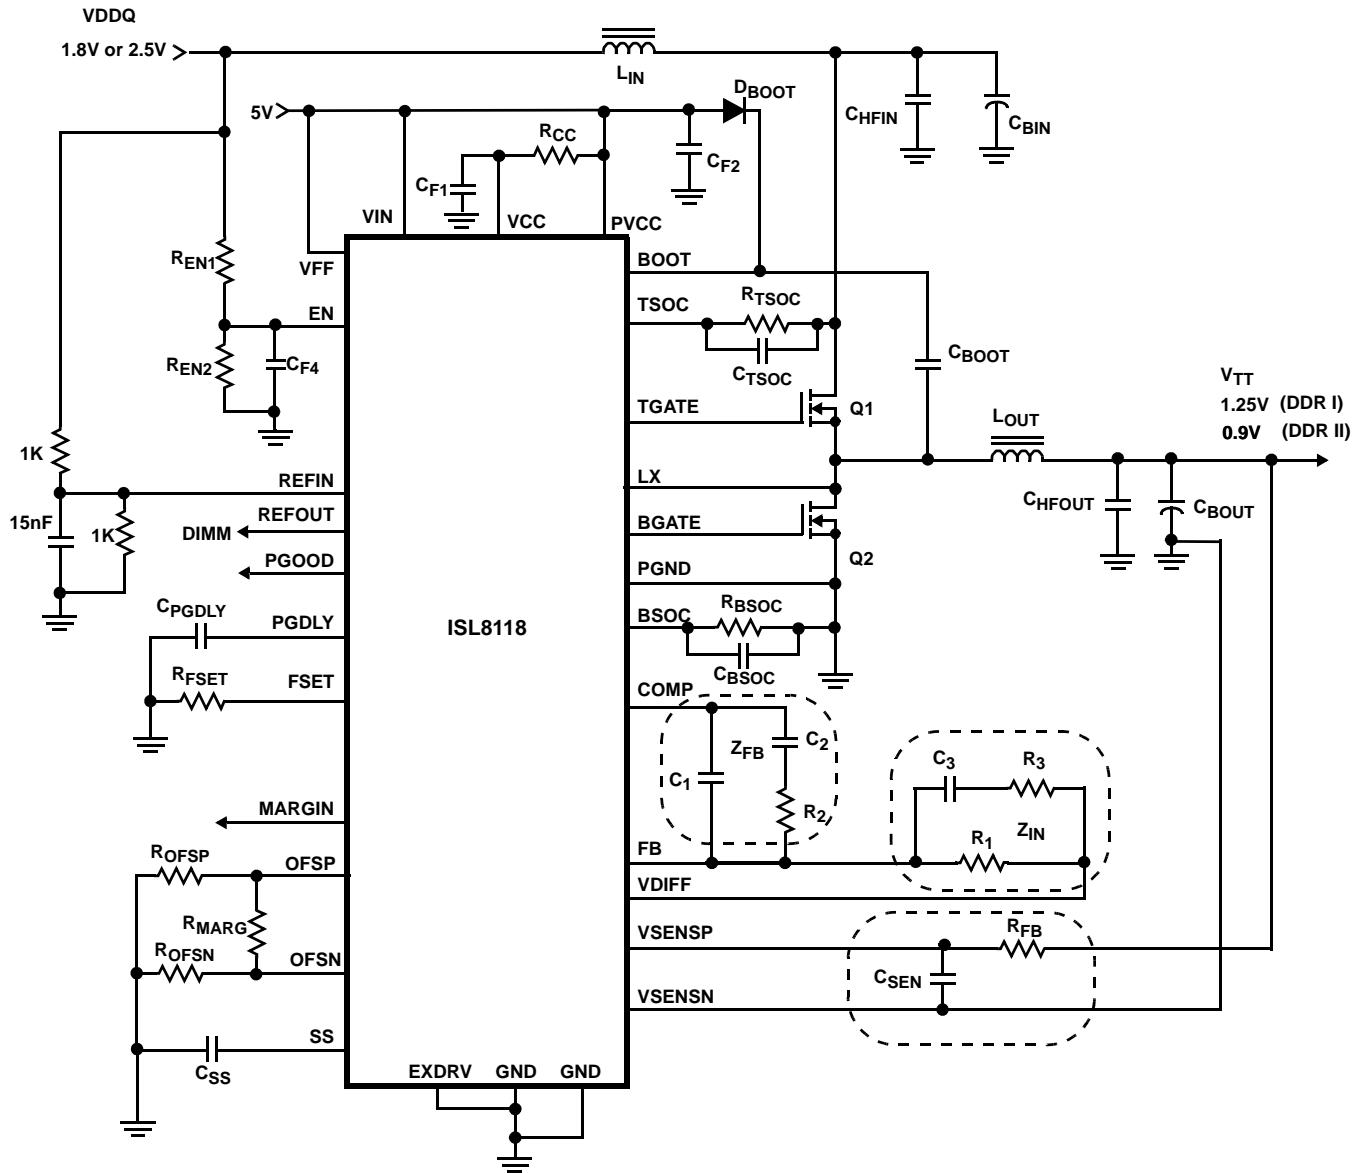 VDDQ
1.8V or 2.5V
LIN
5V
DBOOT
CHFIN
CBIN
RCC
CF1
CF2
VIN
VCC
PVCC
VFF
BOOT
REN1
EN
TSOC
RTSOC
CTSOC
REN2
CF4
CBOOT
TGATE
Q1
VTT
1.25V (DDR I)
0.9V (DDR II)
LOUT
1K
REFIN
LX
CHFOUT
CBOUT
15nF
1K
REFOUT
DIMM
BGATE
Q2
PGOOD
PGND
CPGDLY
PGDLY
ISL8118
BSOC
RBSOC
CBSOC
RFSET
FSET
COMP
ZFB
C2
C1
R2
C3
R3
ZIN
R1
MARGIN
FB
ROFSP
OFSP
VDIFF
RMARG
VSENSP
RFB
ROFSN
OFSN
CSEN
VSENSN
SS
CSS
EXDRV
GND
GND